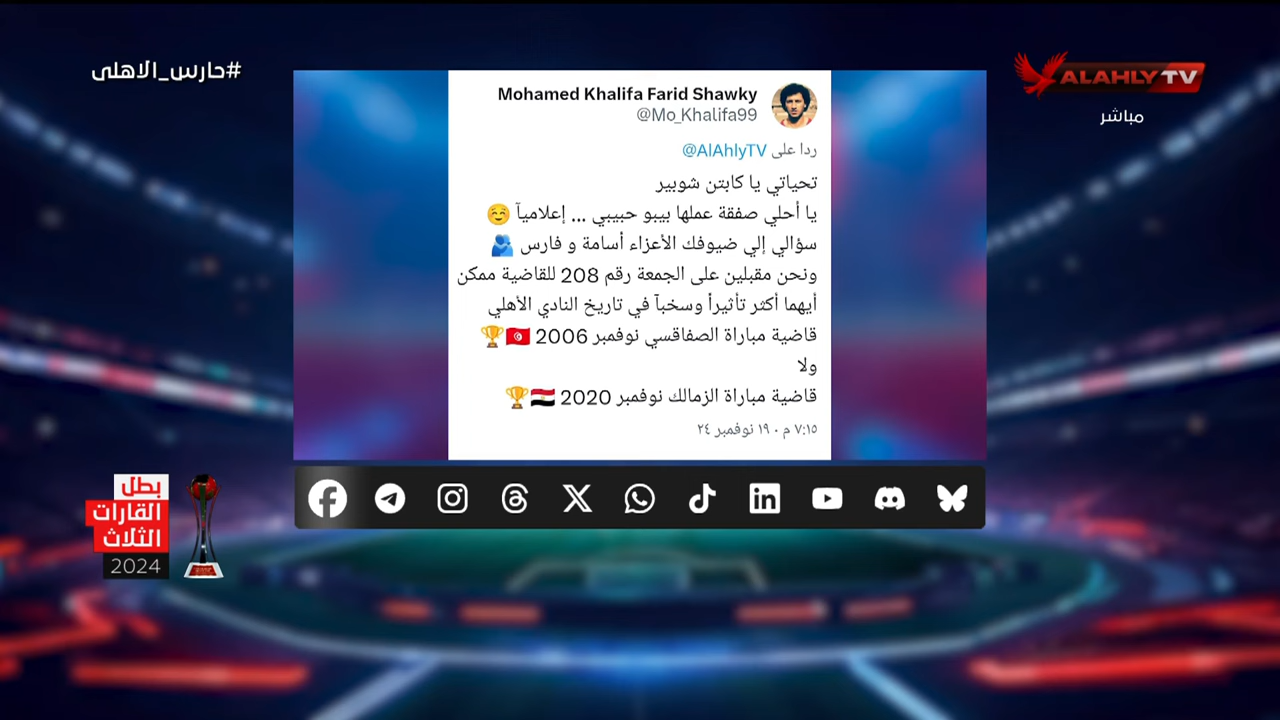 #حارس_الاهلى
ALAHLY TV
مباشر
Mohamed Khalifa Farid Shawky
@Mo_Khalifa99
ردا على @AlAhlyTV
تحياتي يا كابتن شوبير
يا أحلي صفقة عملها بيبو حبيبي ... إعلاميآ ☺️
سؤالي إلي ضيوفك الأعزاء أسامة و فارس 🫂
ونحن مقبلين على الجمعة رقم 208 للقاضية ممكن
أيهما أكثر تأثيرأ وسخبآ في تاريخ النادي الأهلي
قاضية مباراة الصفاقسي نوفمبر 2006 🇹🇳🏆
ولا
قاضية مباراة الزمالك نوفمبر 2020 🇪🇬🏆
٧:١٥ م · ١٩ نوفمبر ٢٤
بطل
القارات
الثلاث
2024